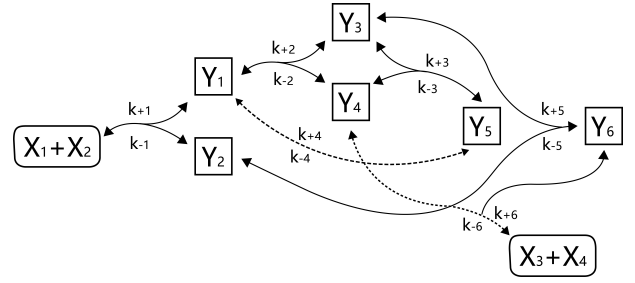 Y₃
k₊₂
k₋₂
k₊₃
k₋₃
Y₁
Y₄
k₊₁
k₋₁
k₊₅
k₋₅
X₁+X₂
Y₂
k₊₄
k₋₄
Y₅
Y₆
k₊₆
k₋₆
X₃+X₄